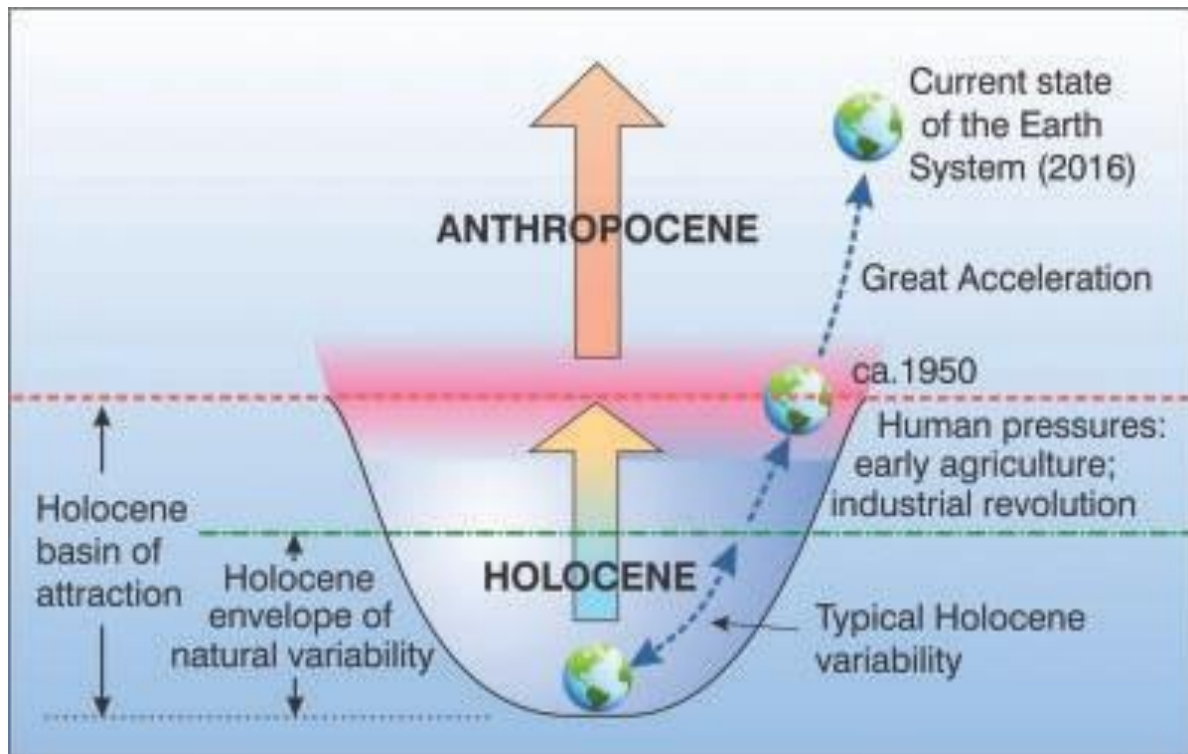 Current state
of the Earth
System (2016)
ANTHROPOCENE
Great Acceleration
ca.1950
Human pressures:
early agriculture;
industrial revolution
Holocene
basin of
attraction
Holocene
envelope of
natural variability
HOLOCENE
Typical Holocene
variability